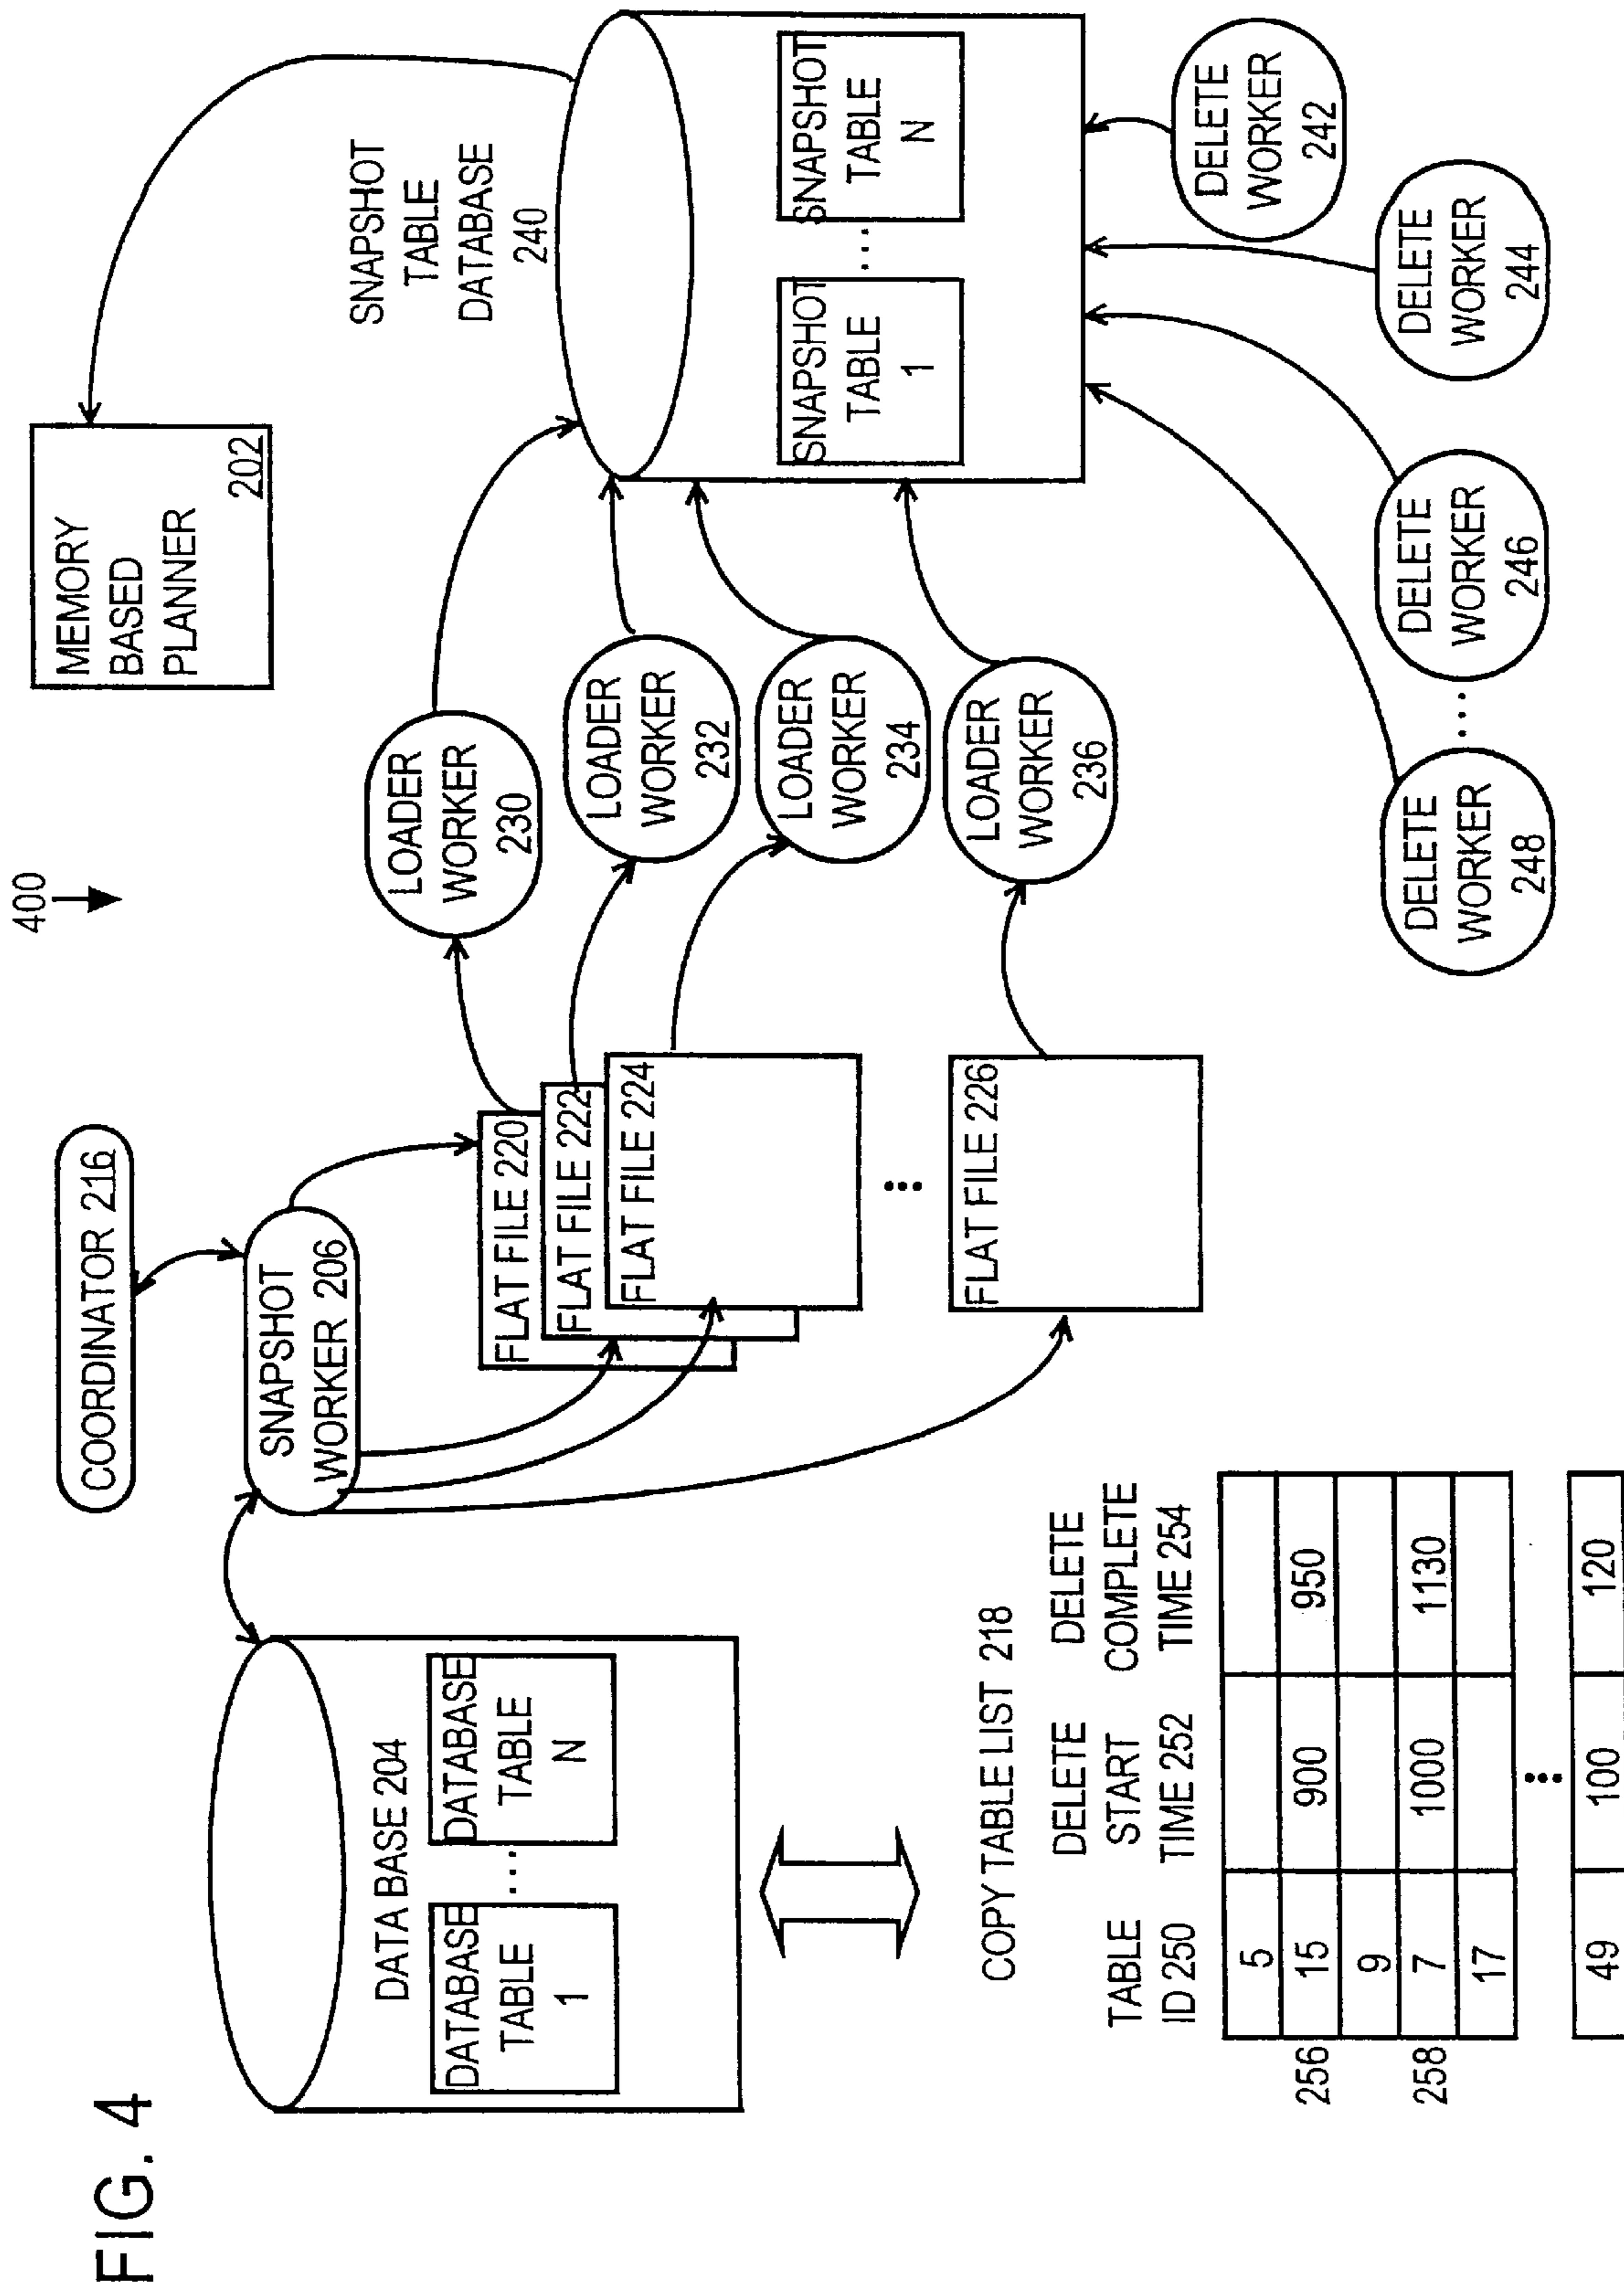 FIG. 4
400
COORDINATOR 216
SNAPSHOT
WORKER 206
MEMORY
BASED
PLANNER
202
DATA BASE 204
DATABASE
TABLE
1
...
DATABASE
TABLE
N
FLAT FILE 220
FLAT FILE 222
FLAT FILE 224
...
FLAT FILE 226
LOADER
WORKER
230
LOADER
WORKER
232
LOADER
WORKER
234
LOADER
WORKER
236
SNAPSHOT
TABLE
DATABASE
240
SNAPSHOT
TABLE
1
...
SNAPSHOT
TABLE
N
DELETE
WORKER
242
DELETE
WORKER
244
DELETE
WORKER
246
....
DELETE
WORKER
248
COPY TABLE LIST 218
TABLE
ID 250
DELETE
START
TIME 252
DELETE
COMPLETE
TIME 254
5
256 15 900 950
9
258 7 1000 1130
17
...
49 100 120